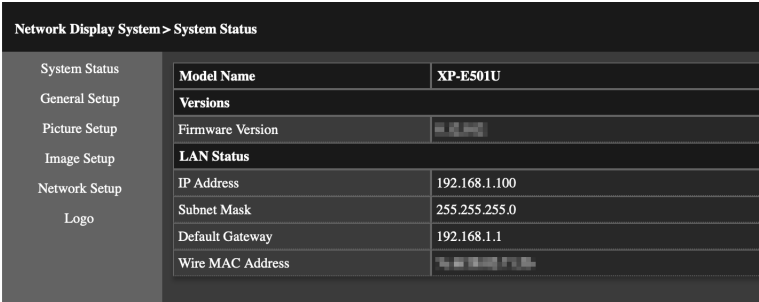 Network Display System > System Status
System Status
General Setup
Picture Setup
Image Setup
Network Setup
Logo
Model Name XP-E501U
Versions
Firmware Version
LAN Status
IP Address 192.168.1.100
Subnet Mask 255.255.255.0
Default Gateway 192.168.1.1
Wire MAC Address